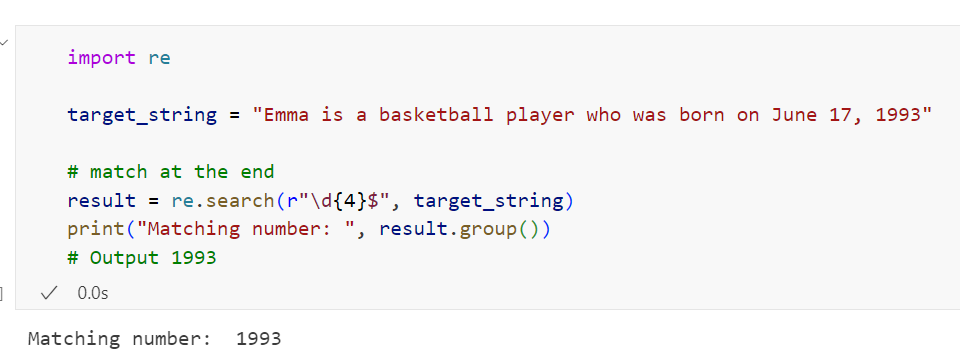 import re
target_string = "Emma is a basketball player who was born on June 17, 1993"
# match at the end
result = re.search(r"\d{4}$", target_string)
print("Matching number: ", result.group())
# Output 1993
] ✓ 0.0s
Matching number:  1993